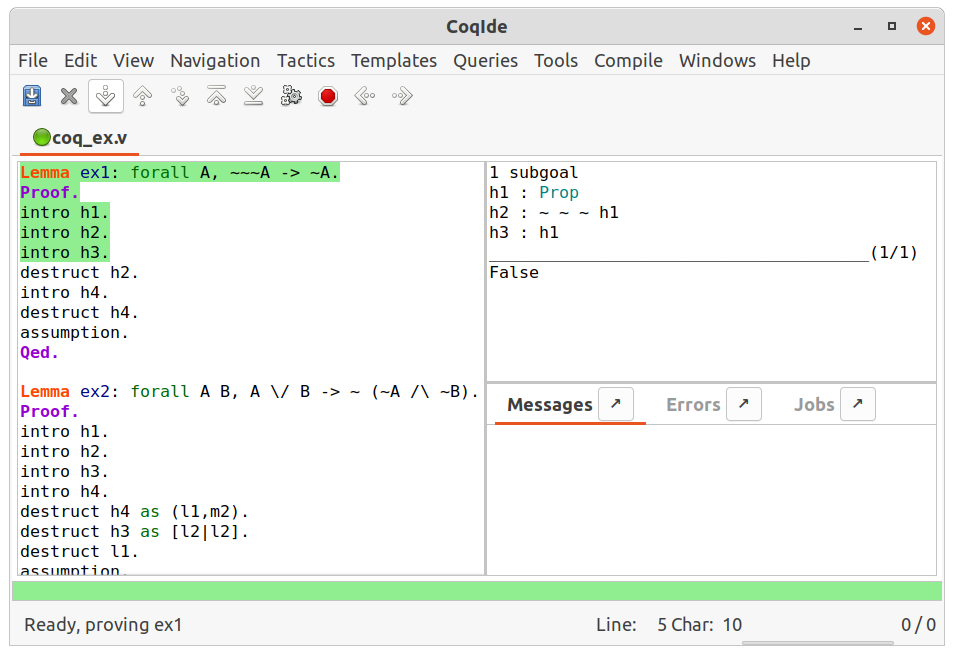 CoqIde
File Edit View Navigation Tactics Templates Queries Tools Compile Windows Help
coq_ex.v
Lemma ex1: forall A, ~~~A -> ~A.
Proof.
intro h1.
intro h2.
intro h3.
destruct h2.
intro h4.
destruct h4.
assumption.
Qed.
Lemma ex2: forall A B, A \/ B -> ~ (~A /\ ~B).
Proof.
intro h1.
intro h2.
intro h3.
intro h4.
destruct h4 as (l1,m2).
destruct h3 as [l2|l2].
destruct l1.
assumption.
1 subgoal
h1 : Prop
h2 : ~ ~ ~ h1
h3 : h1
(1/1)
False
Messages Errors Jobs
Ready, proving ex1
Line: 5 Char: 10
0 / 0